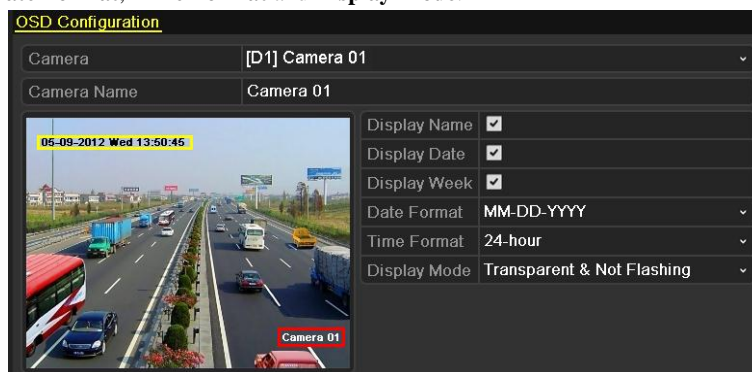 OSD Configuration
Camera [D1] Camera 01
Camera Name Camera 01
05-09-2012 Wed 13:50:45
Camera 01
Display Name
Display Date
Display Week
Date Format MM-DD-YYYY
Time Format 24-hour
Display Mode Transparent & Not Flashing